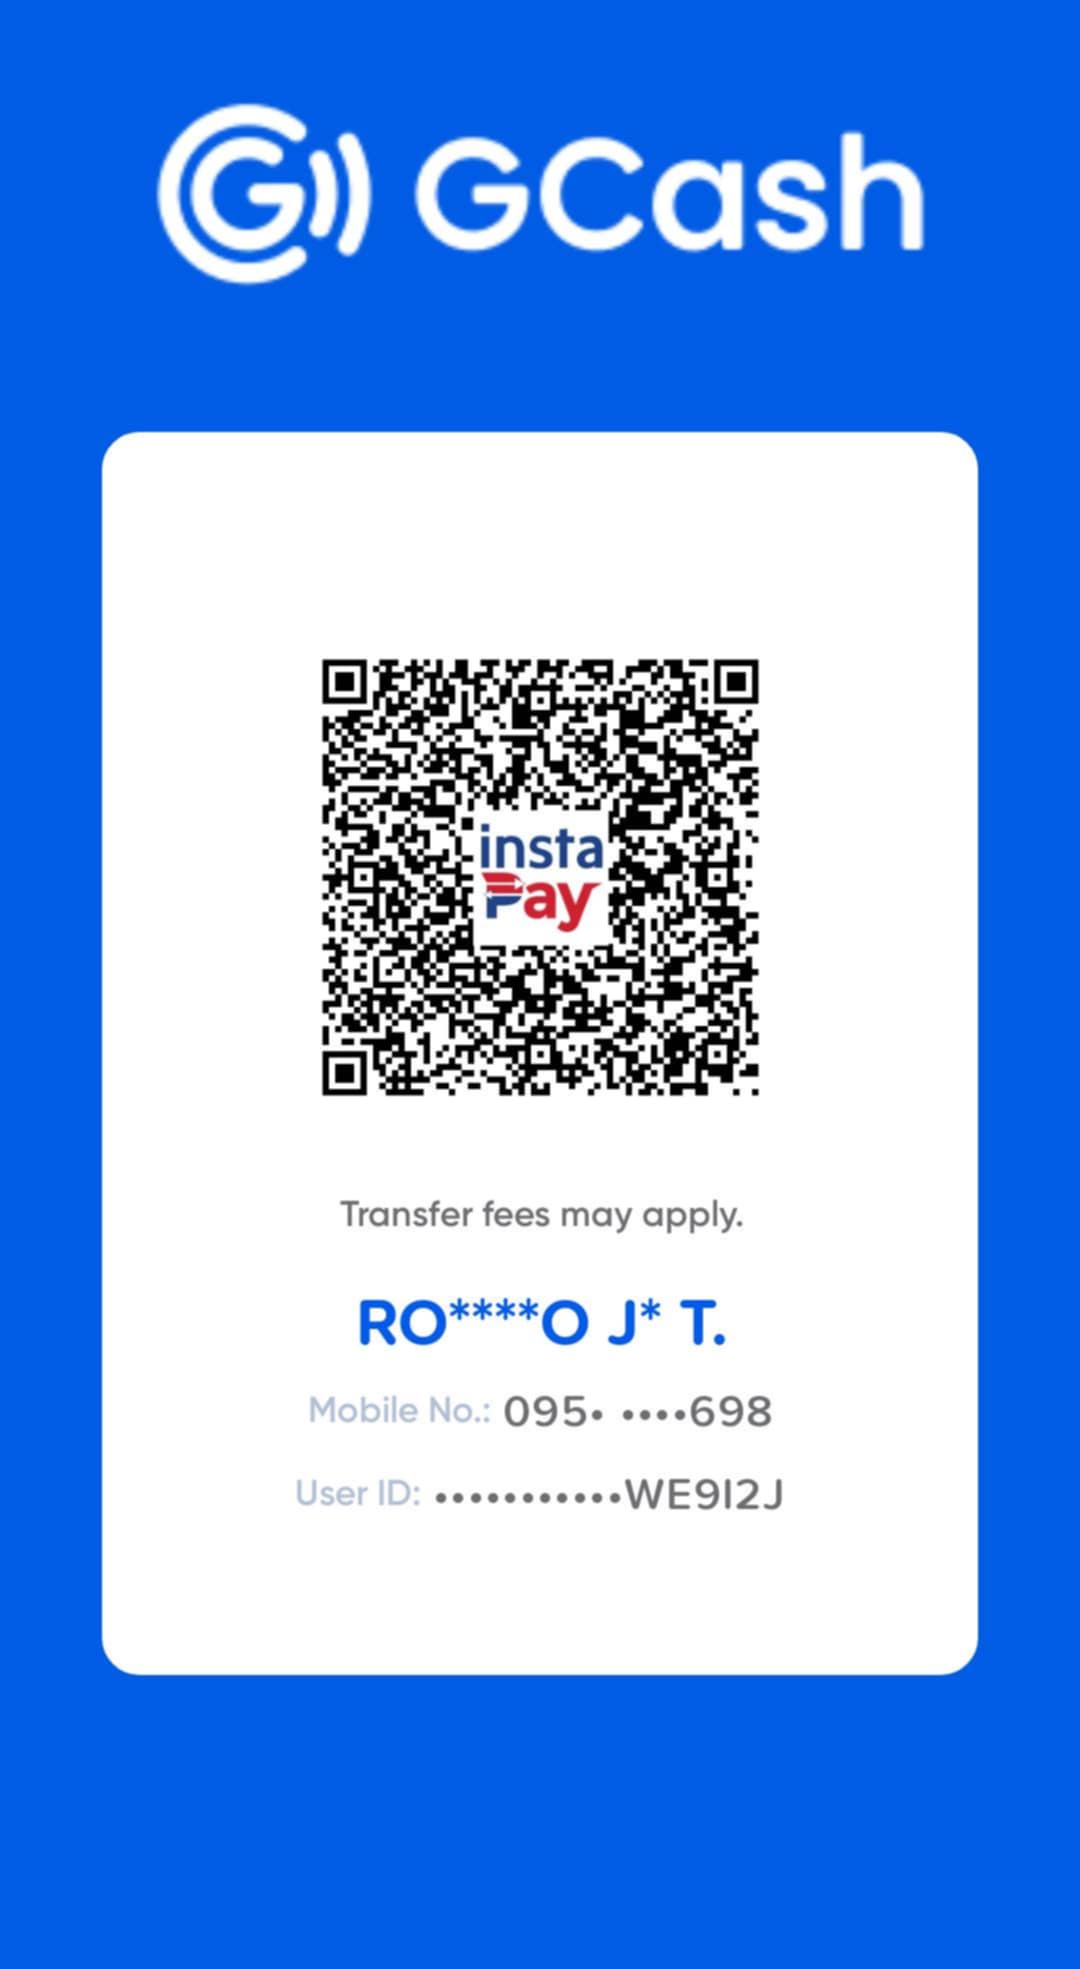 GCash
insta
Pay
Transfer fees may apply.
RO****O J* T.
Mobile No.: 095• ••••698
User ID: •••••••••••WE9I2J